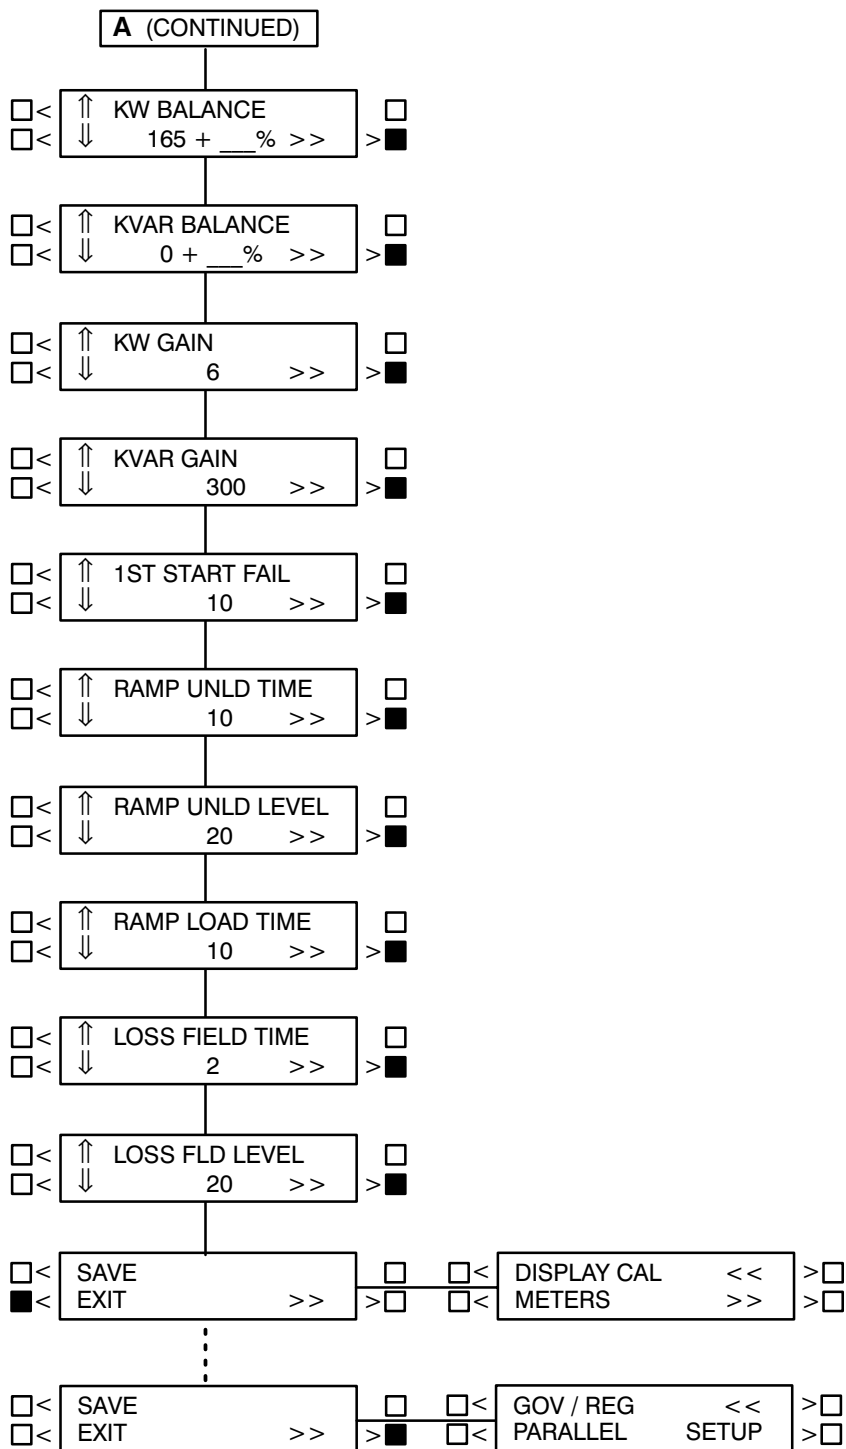 A (CONTINUED)
< ⇑ KW BALANCE
< ⇓ 165 + ___% >> >
< ⇑ KVAR BALANCE
< ⇓ 0 + ___% >> >
< ⇑ KW GAIN
< ⇓ 6 >> >
< ⇑ KVAR GAIN
< ⇓ 300 >> >
< ⇑ 1ST START FAIL
< ⇓ 10 >> >
< ⇑ RAMP UNLD TIME
< ⇓ 10 >> >
< ⇑ RAMP UNLD LEVEL
< ⇓ 20 >> >
< ⇑ RAMP LOAD TIME
< ⇓ 10 >> >
< ⇑ LOSS FIELD TIME
< ⇓ 2 >> >
< ⇑ LOSS FLD LEVEL
< ⇓ 20 >> >
< SAVE
< EXIT >> >
< DISPLAY CAL << >
< METERS >> >
< SAVE
< EXIT >> >
< GOV / REG << >
< PARALLEL SETUP >